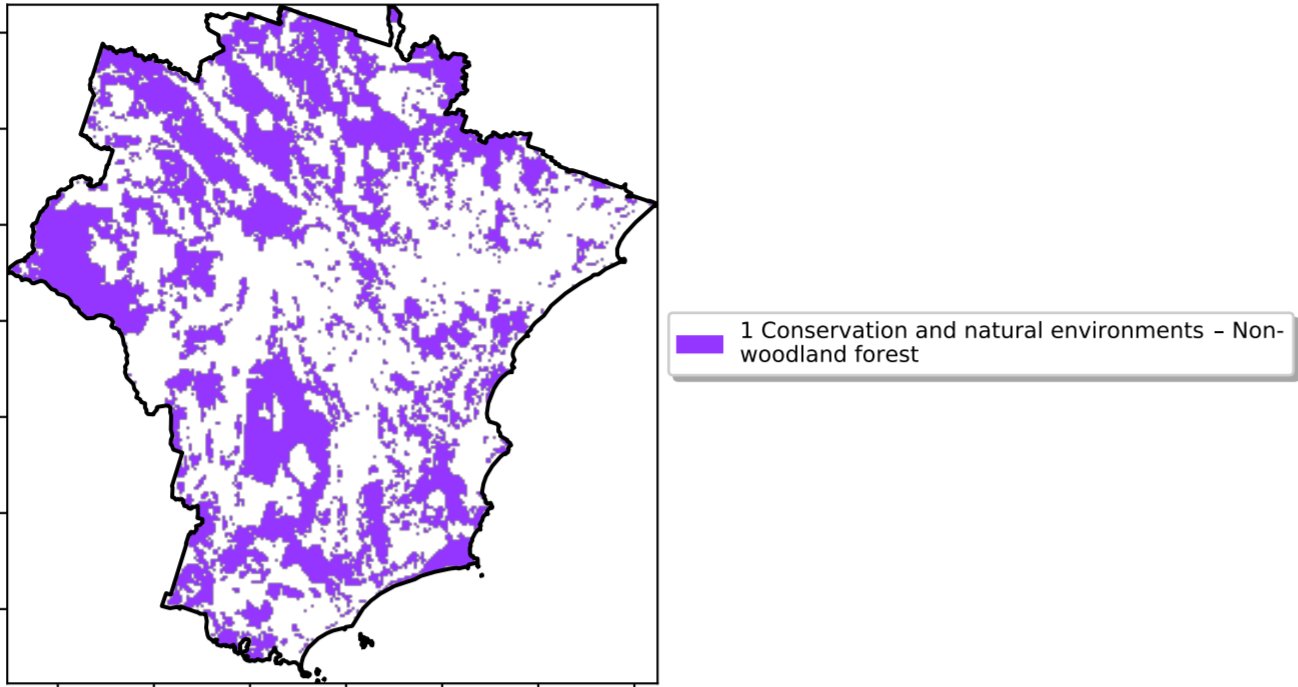 1 Conservation and natural environments – Non-
woodland forest